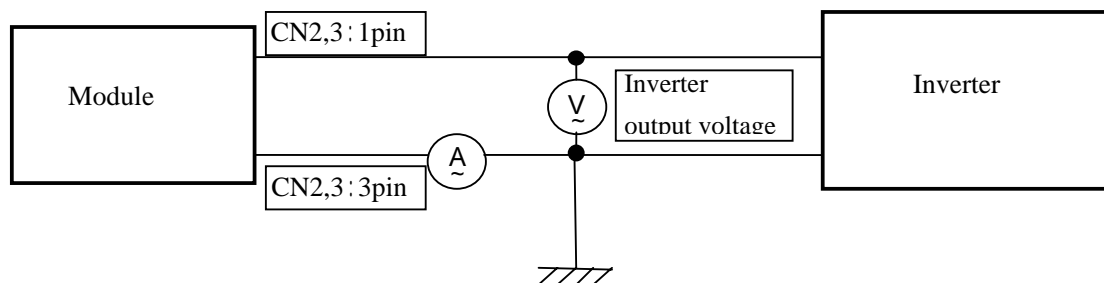 CN2,3：1pin
Module
V
~
Inverter
output voltage
Inverter
A
~
CN2,3：3pin